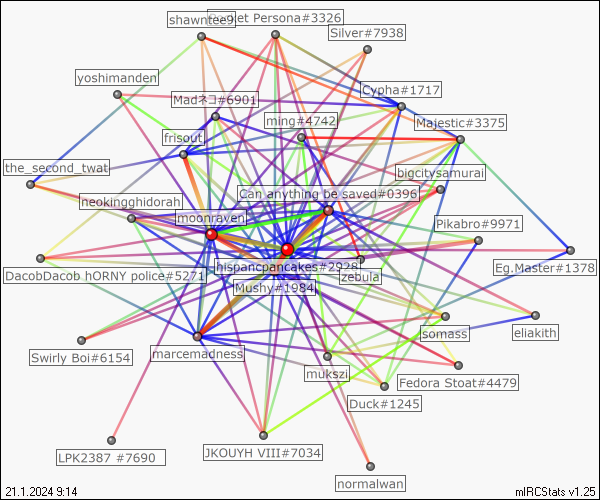 shawntee9
Pocket Persona#3326
Silver#7938
yoshimanden
Cypha#1717
Madネコ#6901
ming#4742
Majestic#3375
frisout
the_second_twat
bigcitysamurai
neokingghidorah
Can anything be saved#0396
moonraven
Pikabro#9971
DacobDacob hORNY police#5271
hispancpancakes#2928
zebula
Eg.Master#1378
Mushy#1984
somass
eliakith
Swirly Boi#6154
marcemadness
mukszi
Fedora Stoat#4479
Duck#1245
LPK2387 #7690
JKOUYH VIII#7034
normalwan
21.1.2024 9:14
mIRCStats v1.25